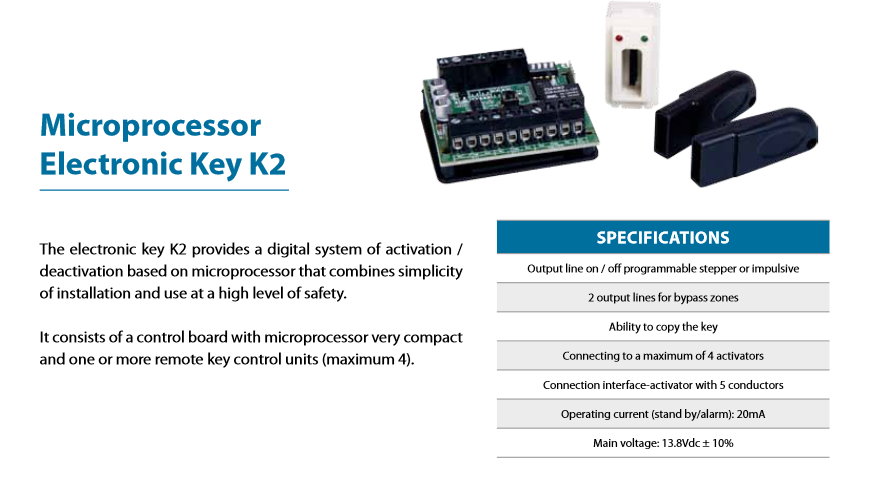 Microprocessor
Electronic Key K2
The electronic key K2 provides a digital system of activation /
deactivation based on microprocessor that combines simplicity
of installation and use at a high level of safety.
It consists of a control board with microprocessor very compact
and one or more remote key control units (maximum 4).
SPECIFICATIONS
Output line on / off programmable stepper or impulsive
2 output lines for bypass zones
Ability to copy the key
Connecting to a maximum of 4 activators
Connection interface-activator with 5 conductors
Operating current (stand by/alarm): 20mA
Main voltage: 13.8Vdc ± 10%